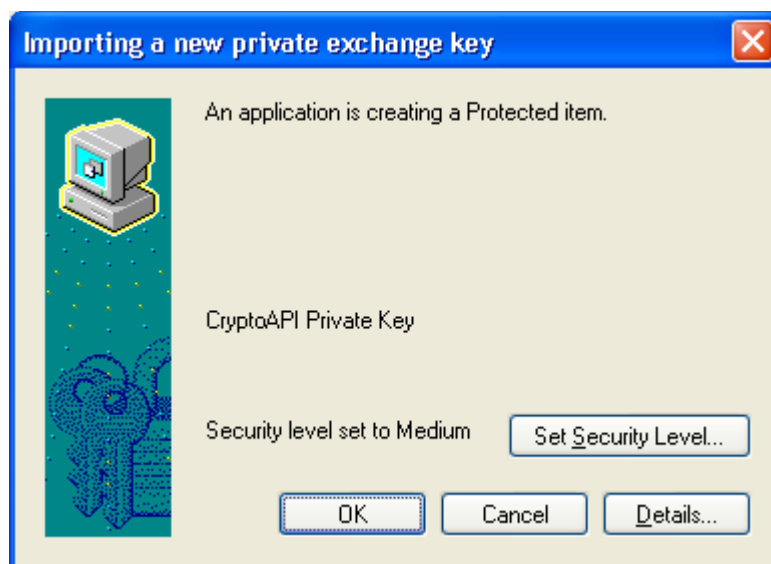 Importing a new private exchange key
An application is creating a Protected item.
CryptoAPI Private Key
Security level set to Medium
Set Security Level...
OK
Cancel
Details...